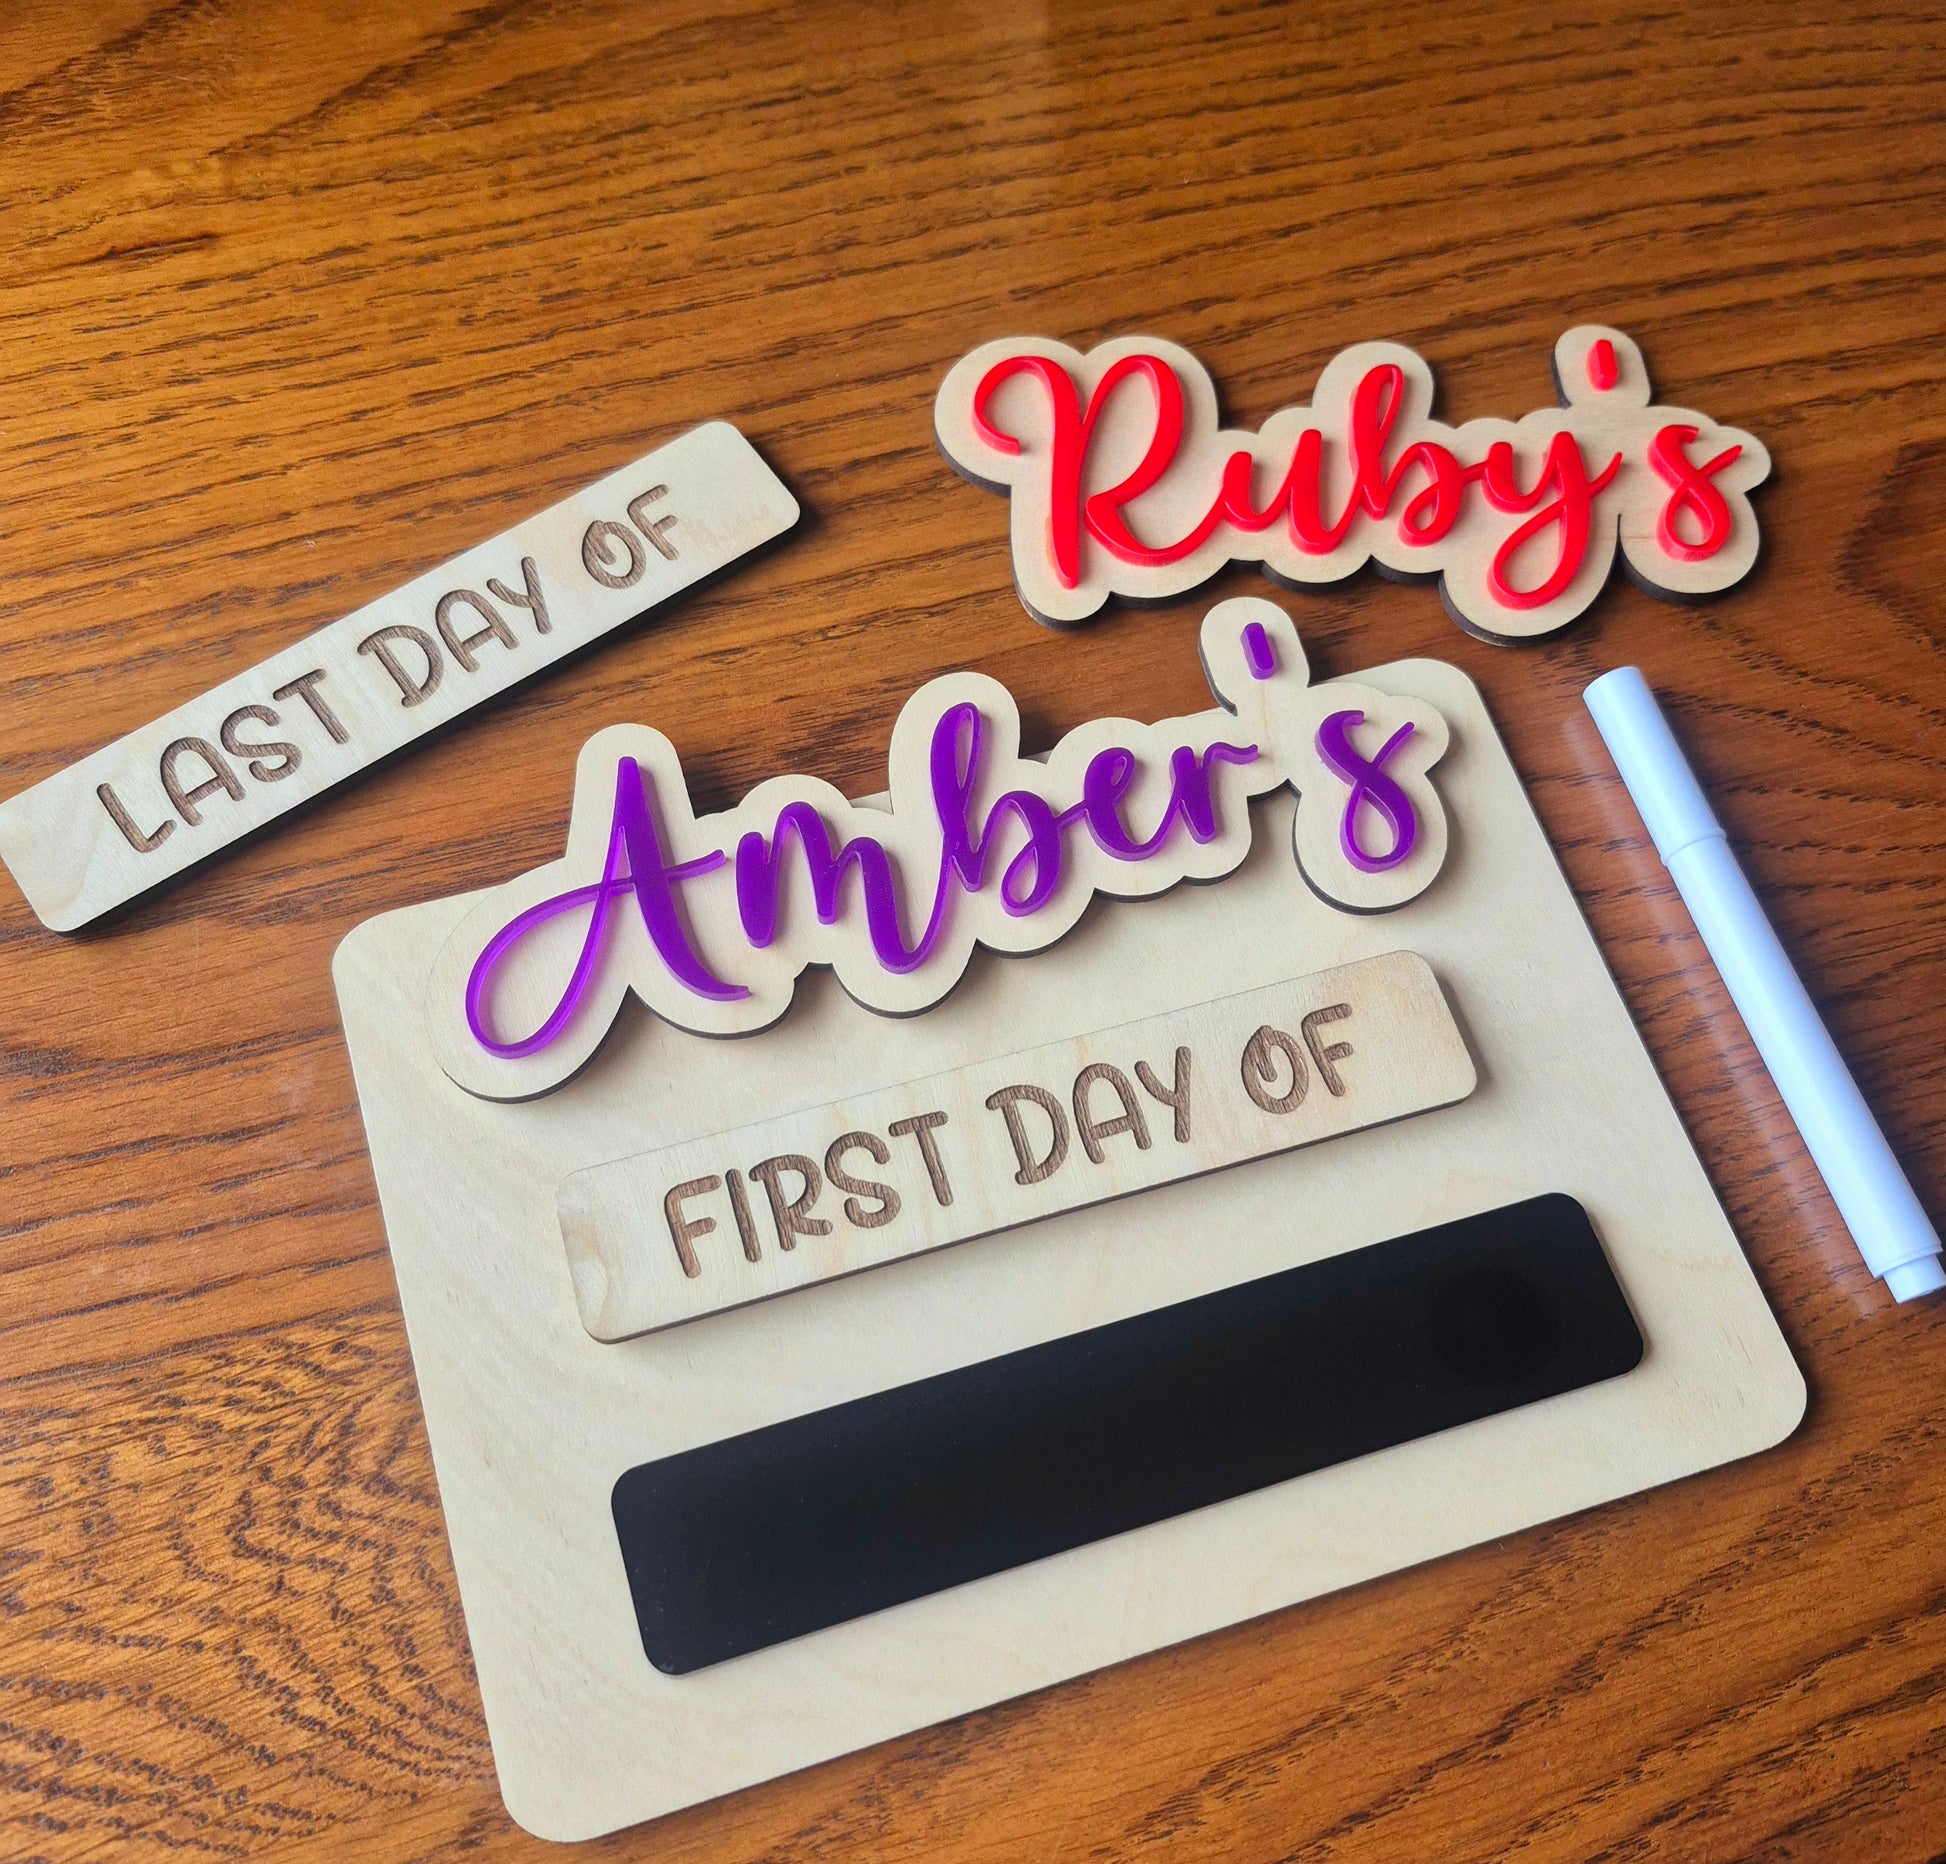 Ruby's
LAST DAY OF
Amber's
FIRST DAY OF